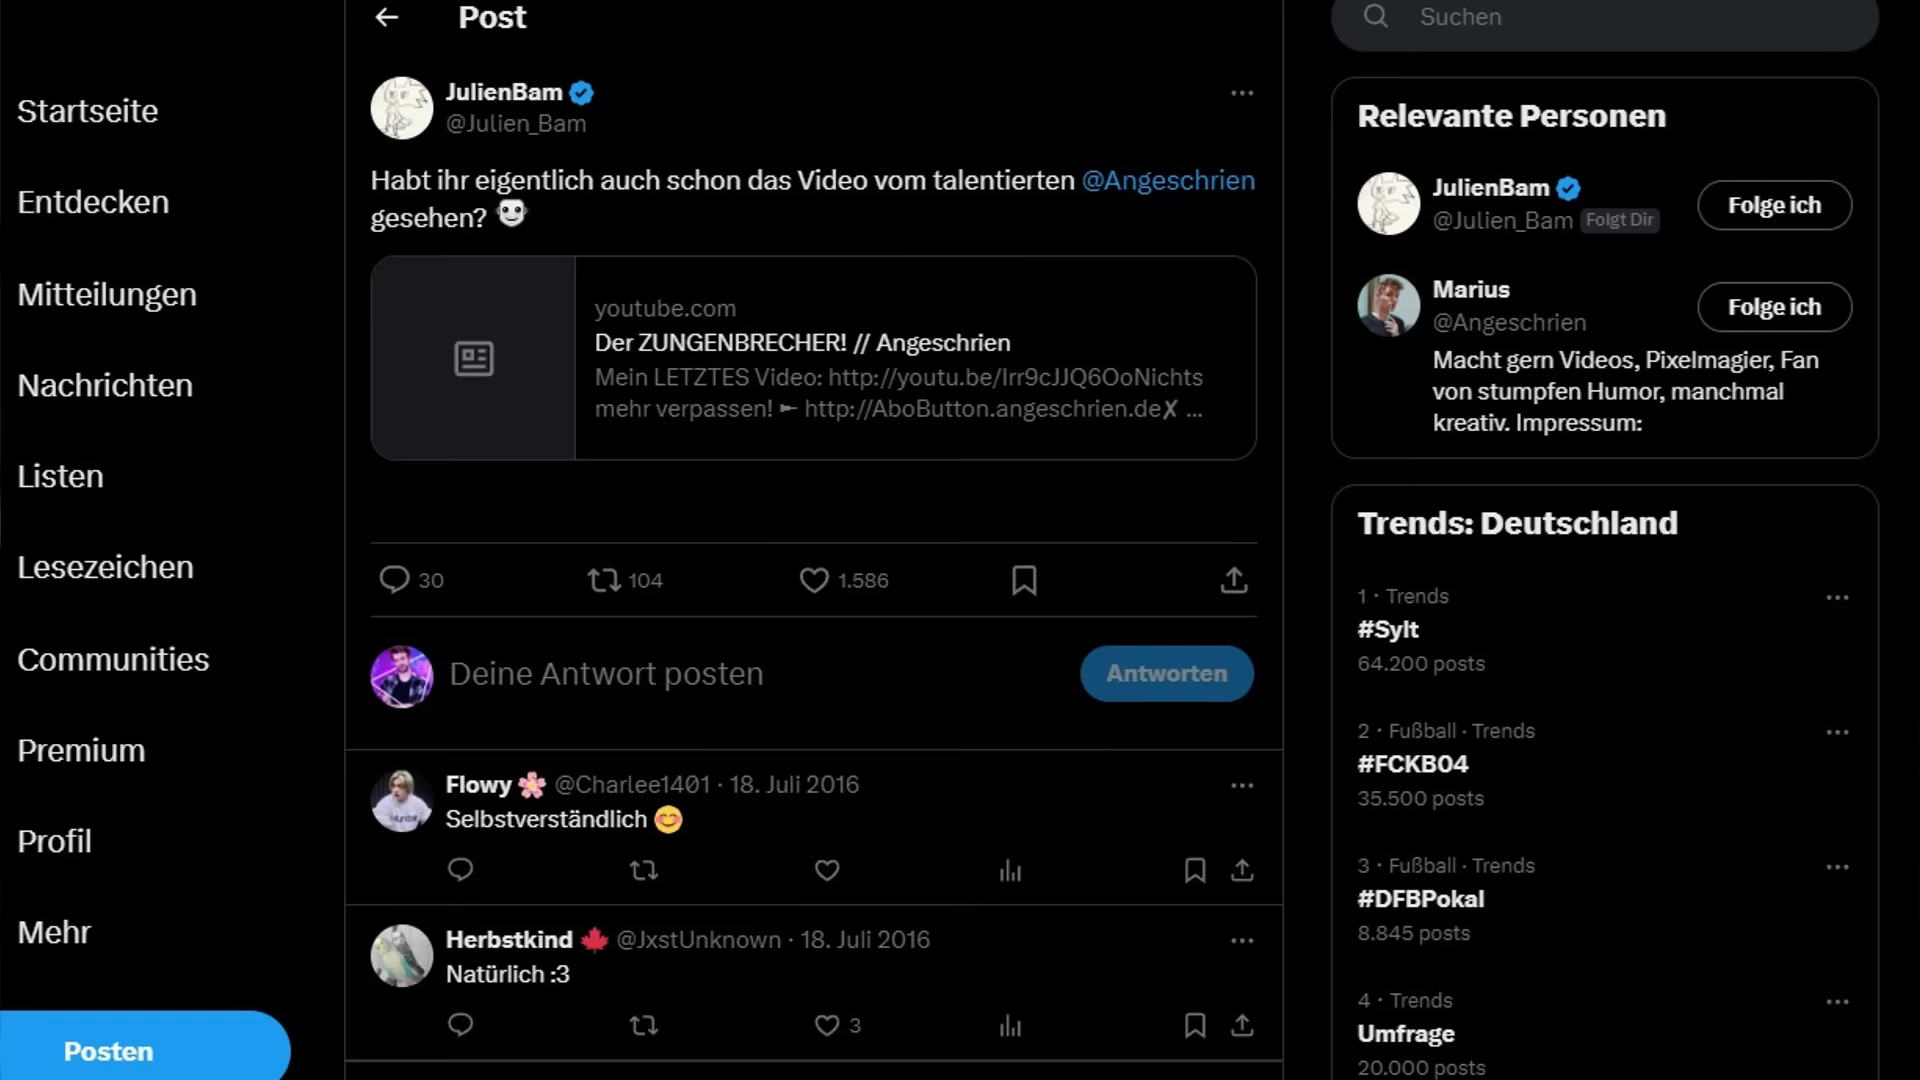 Post
Suchen
Startseite
Entdecken
Mitteilungen
Nachrichten
Listen
Lesezeichen
Communities
Premium
Profil
Mehr
Posten
JulienBam
@Julien_Bam
Habt ihr eigentlich auch schon das Video vom talentierten @Angeschrien
gesehen?
youtube.com
Der ZUNGENBRECHER! // Angeschrien
Mein LETZTES Video: http://youtu.be/Irr9cJJQ6OoNichts
mehr verpassen! ➼ http://AboButton.angeschrien.de✗ ...
30
104
1.586
Deine Antwort posten
Antworten
Flowy 🌸 @Charlee1401 · 18. Juli 2016
Selbstverständlich 😊
Herbstkind 🍁 @JxstUnknown · 18. Juli 2016
Natürlich :3
3
Relevante Personen
JulienBam
@Julien_Bam Folgt Dir
Folge ich
Marius
@Angeschrien
Folge ich
Macht gern Videos, Pixelmagier, Fan
von stumpfen Humor, manchmal
kreativ. Impressum:
Trends: Deutschland
1 · Trends
#Sylt
64.200 posts
2 · Fußball · Trends
#FCKB04
35.500 posts
3 · Fußball · Trends
#DFBPokal
8.845 posts
4 · Trends
Umfrage
20.000 posts